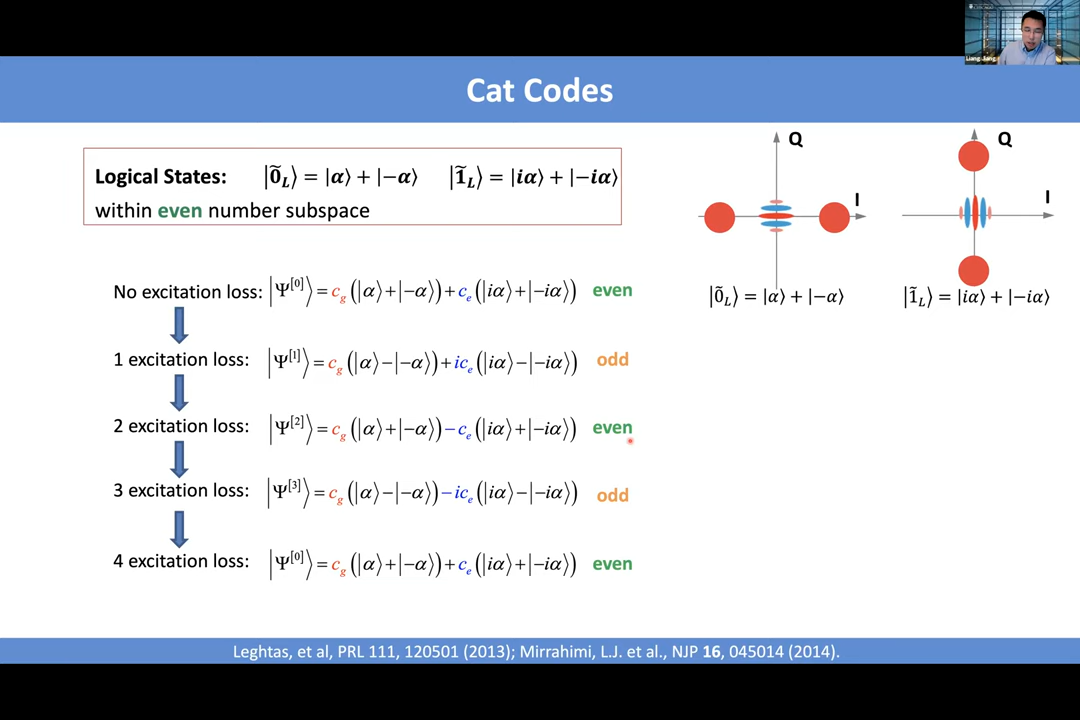 Liang Jiang
Cat Codes
Logical States: |0̃_L⟩ = |α⟩ + |−α⟩ |1̃_L⟩ = |iα⟩ + |−iα⟩
within even number subspace
Q
I
|0̃_L⟩ = |α⟩ + |−α⟩
Q
I
|1̃_L⟩ = |iα⟩ + |−iα⟩
No excitation loss: |Ψ^[0]⟩ = c_g (|α⟩+|−α⟩) + c_e (|iα⟩+|−iα⟩) even
1 excitation loss: |Ψ^[1]⟩ = c_g (|α⟩−|−α⟩) + ic_e (|iα⟩−|−iα⟩) odd
2 excitation loss: |Ψ^[2]⟩ = c_g (|α⟩+|−α⟩) − c_e (|iα⟩+|−iα⟩) even
3 excitation loss: |Ψ^[3]⟩ = c_g (|α⟩−|−α⟩) − ic_e (|iα⟩−|−iα⟩) odd
4 excitation loss: |Ψ^[0]⟩ = c_g (|α⟩+|−α⟩) + c_e (|iα⟩+|−iα⟩) even
Leghtas, et al, PRL 111, 120501 (2013); Mirrahimi, L.J. et al., NJP 16, 045014 (2014).